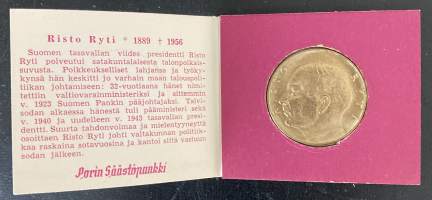 Risto Ryti * 1889 † 1956
Suomen tasavallan viides presidentti Risto
Ryti polveutui satakuntalaisesta talonpoikais-
suvusta. Poikkeukselliset lahjansa ja työky-
kynsä hän keskitti jo varhain maan talous-
tiikan johtamiseen: 32-vuotiaana hänet nimi-
tettiin valtiovarainministeriksi ja sittemmin
v. 1923 Suomen Pankin pääjohtajaksi. Talvi-
sodan alkaessa hänestä tuli pääministeri sekä
v. 1940 ja uudelleen v. 1943 tasavallan presi-
dentti. Suurta tahdonvoimaa ja mielentyyneyttä
osoittaen Risto Ryti johti valtakunnan politiik-
kaa raskaina sotavuosina ja kantoi siitä vastuun
sodan jälkeen.
Porin Säästöpankki